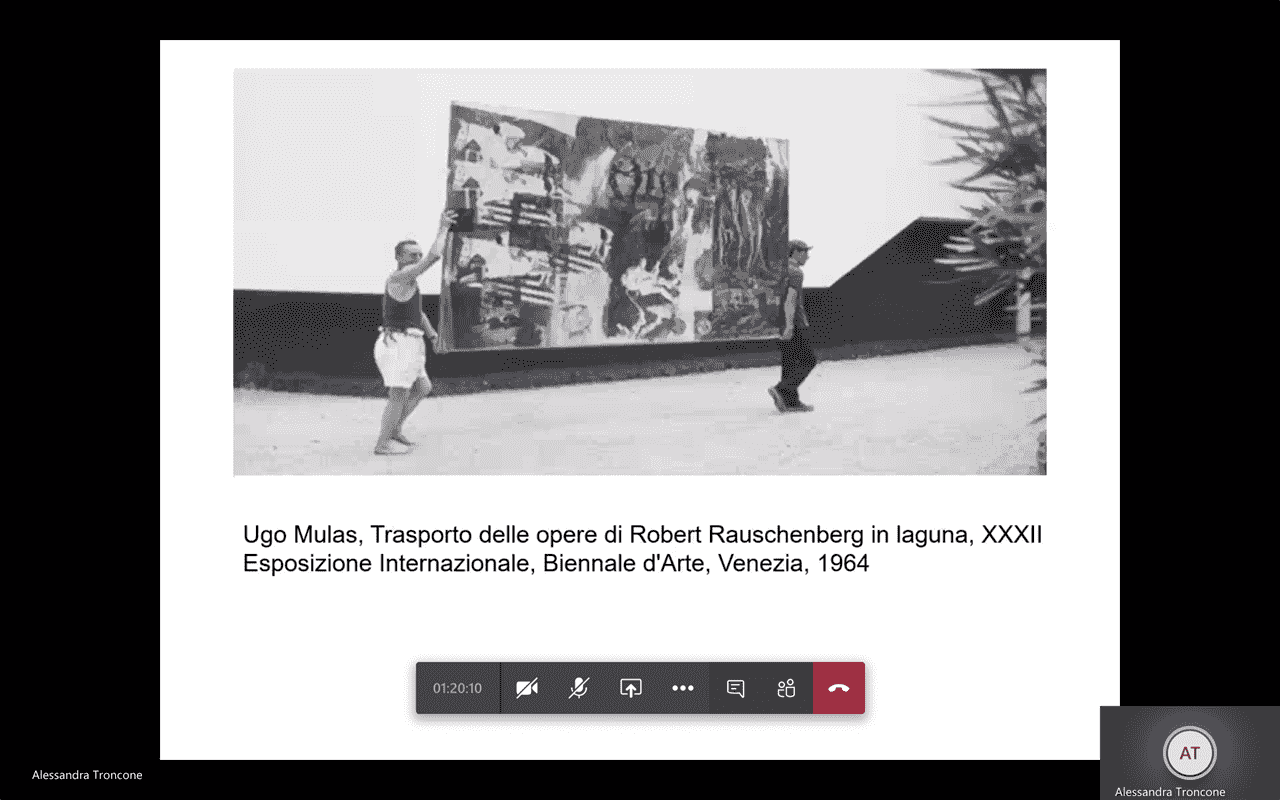 Ugo Mulas, Trasporto delle opere di Robert Rauschenberg in laguna, XXXII
Esposizione Internazionale, Biennale d'Arte, Venezia, 1964
01:20:10
AT
Alessandra Troncone
Alessandra Troncone